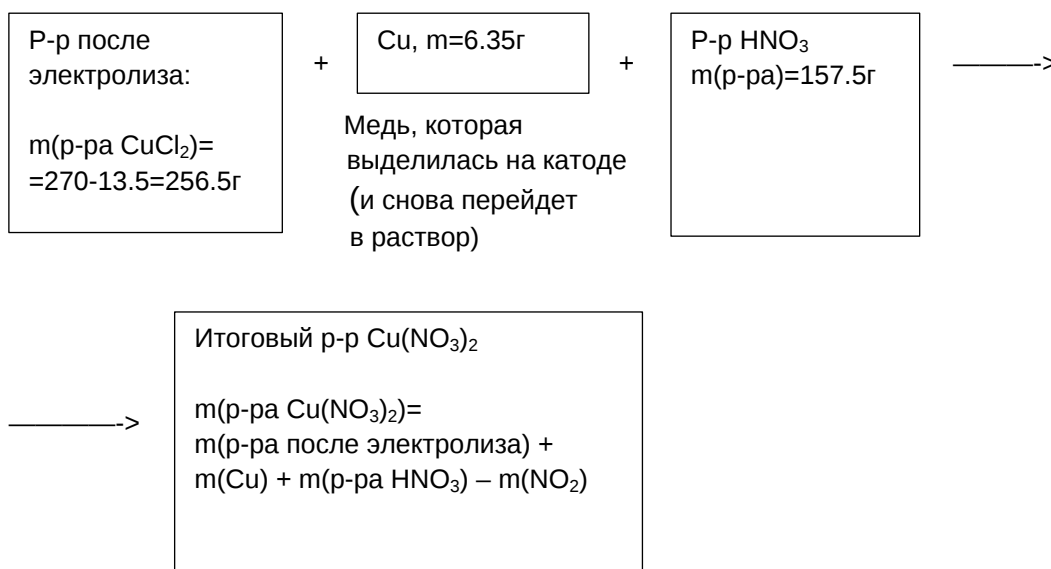 Р-р после
электролиза:
m(р-ра CuCl₂)=
=270-13.5=256.5г
+
Cu, m=6.35г
Медь, которая
выделилась на катоде
(и снова перейдет
в раствор)
+
Р-р HNO₃
m(р-ра)=157.5г
————->
————->
Итоговый р-р Cu(NO₃)₂
m(р-ра Cu(NO₃)₂)=
m(р-ра после электролиза) +
m(Cu) + m(р-ра HNO₃) – m(NO₂)